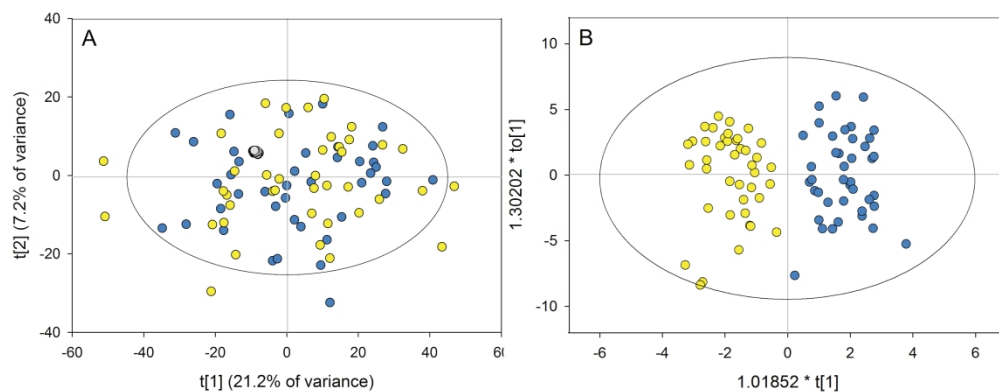 A
40
20
0
-20
-40
t[2] (7.2% of variance)
-60 -40 -20 0 20 40 60
t[1] (21.2% of variance)
B
10
5
0
-5
-10
1.30202 * to[1]
-6 -4 -2 0 2 4 6
1.01852 * t[1]